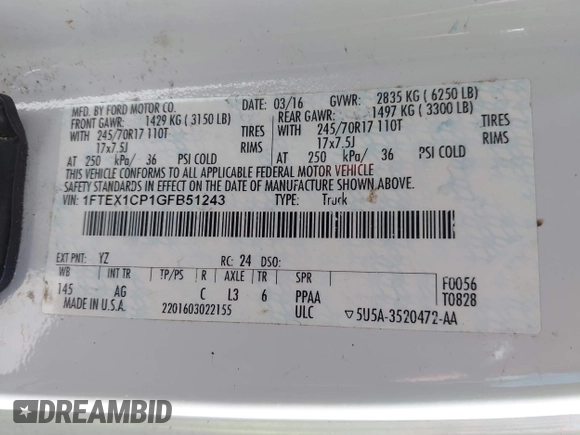 MFD. BY FORD MOTOR CO. 03/16 GVWR: 2835 KG ( 6250 LB)
FRONT GAWR: 1429 KG ( 3150 LB) REAR GAWR: 1497 KG ( 3300 LB)
WITH 245/70R17 110T TIRES WITH 245/70R17 110T TIRES
17x7.5J RIMS 17x7.5J RIMS
AT 250 kPa/ 36 PSI COLD AT 250 kPa/ 36 PSI COLD
THIS VEHICLE CONFORMS TO ALL APPLICABLE FEDERAL MOTOR VEHICLE
SAFETY STANDARDS IN EFFECT ON THE DATE OF MANUFACTURE SHOWN ABOVE.
VIN: 1FTEX1CP1GFB51243 TYPE: Truck
EXT PNT: YZ RC: 24 DSO:
WB INT TR TP/PS R AXLE TR SPR F0056
145 AG C L3 6 PPAA T0828
MADE IN U.S.A. 2201603022155 ULC ▽5U5A-3520472-AA
DREAMBID